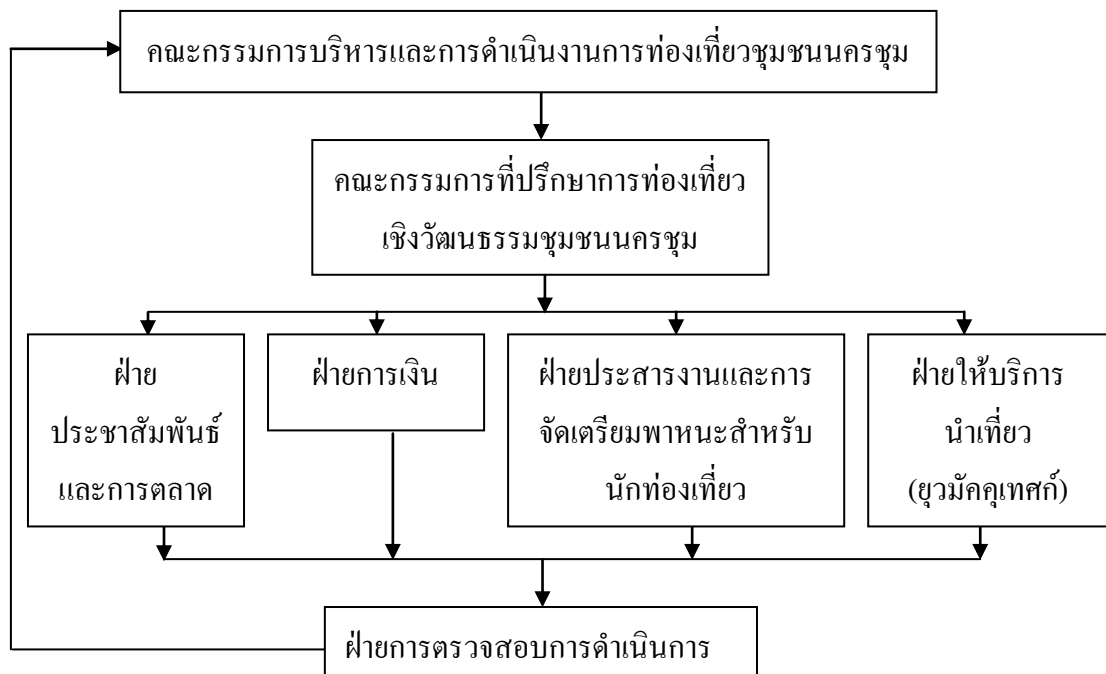 คณะกรรมการบริหารและการดำเนินงานการท่องเที่ยวชุมชนนครชุม
คณะกรรมการที่ปรึกษาการท่องเที่ยว
เชิงวัฒนธรรมชุมชนนครชุม
ฝ่าย
ประชาสัมพันธ์
และการตลาด
ฝ่ายการเงิน
ฝ่ายประสารงานและการ
จัดเตรียมพาหนะสำหรับ
นักท่องเที่ยว
ฝ่ายให้บริการ
นำเที่ยว
(ยุวมัคคุเทศก์)
ฝ่ายการตรวจสอบการดำเนินการ